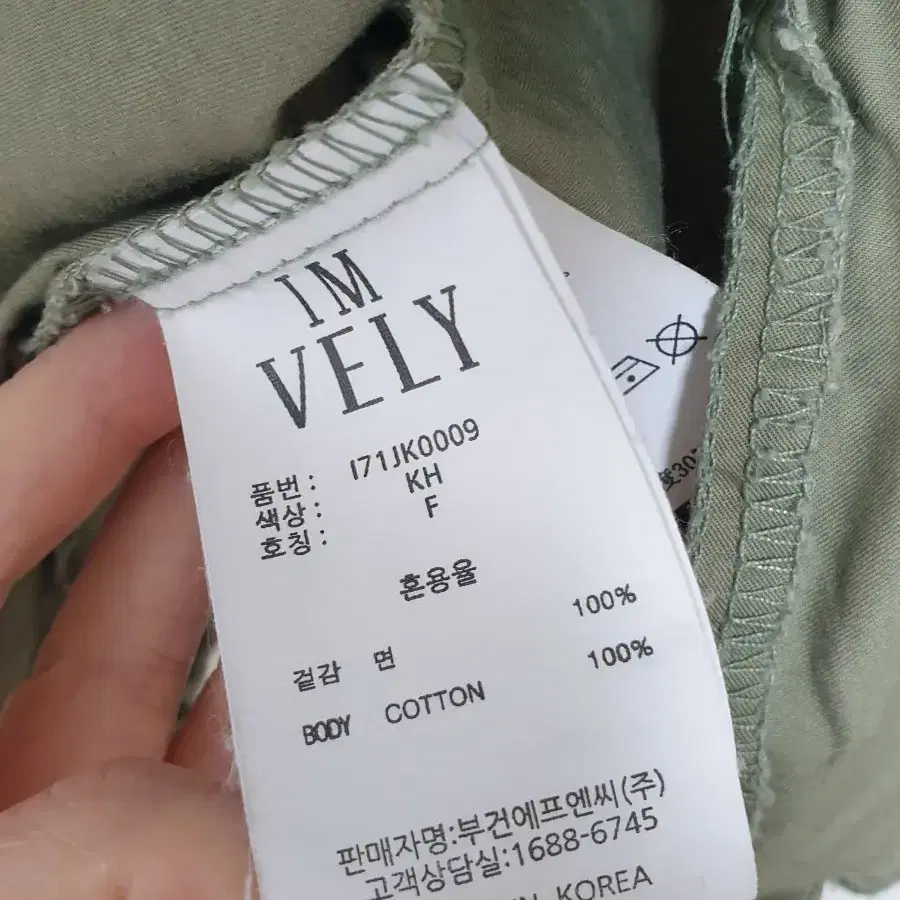 IM
VELY
품번: I71JK0009
색상: KH
호칭: F
혼용율
겉감 면 100%
BODY COTTON 100%
판매자명:부건에프엔씨(주)
고객상담실:1688-6745
KOREA